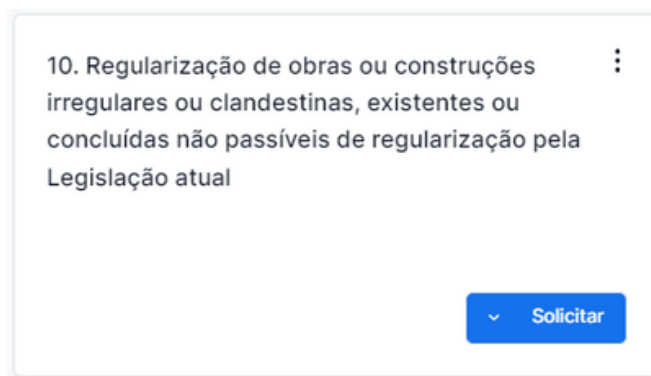 10. Regularização de obras ou construções
irregulares ou clandestinas, existentes ou
concluídas não passíveis de regularização pela
Legislação atual
Solicitar